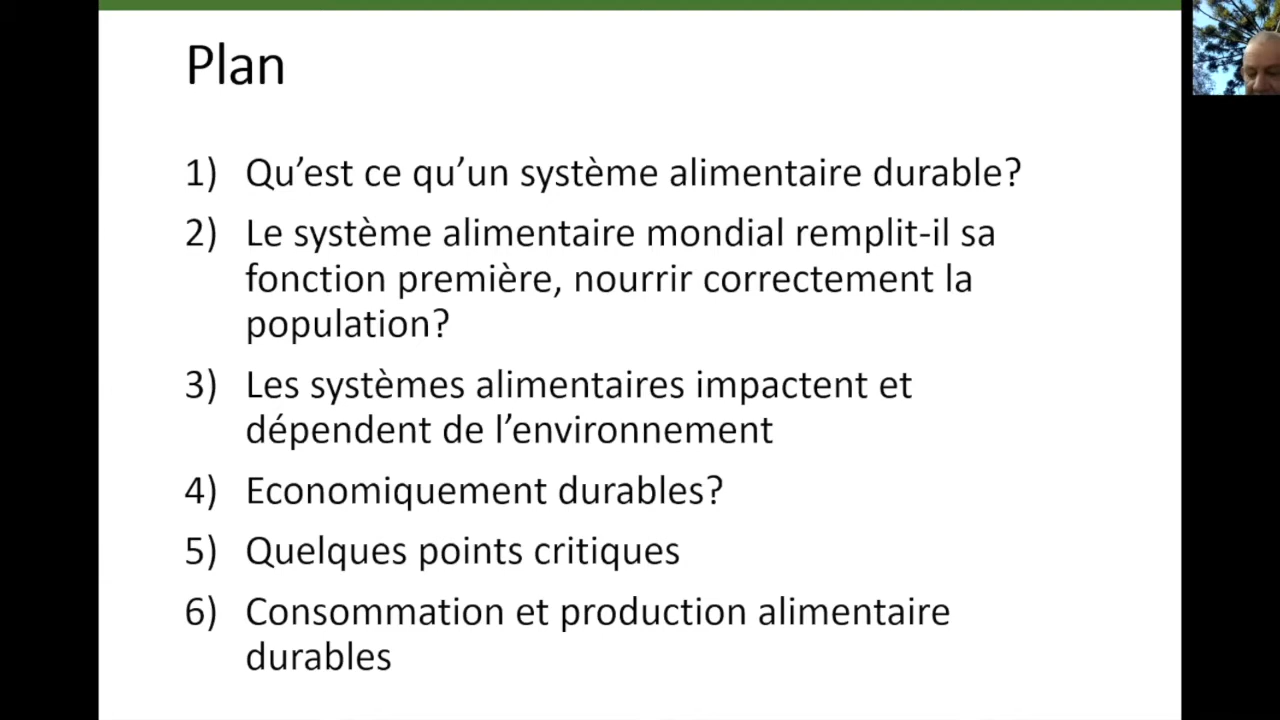 Plan
1) Qu’est ce qu’un système alimentaire durable?
2) Le système alimentaire mondial remplit-il sa
fonction première, nourrir correctement la
population?
3) Les systèmes alimentaires impactent et
dépendent de l’environnement
4) Economiquement durables?
5) Quelques points critiques
6) Consommation et production alimentaire
durables